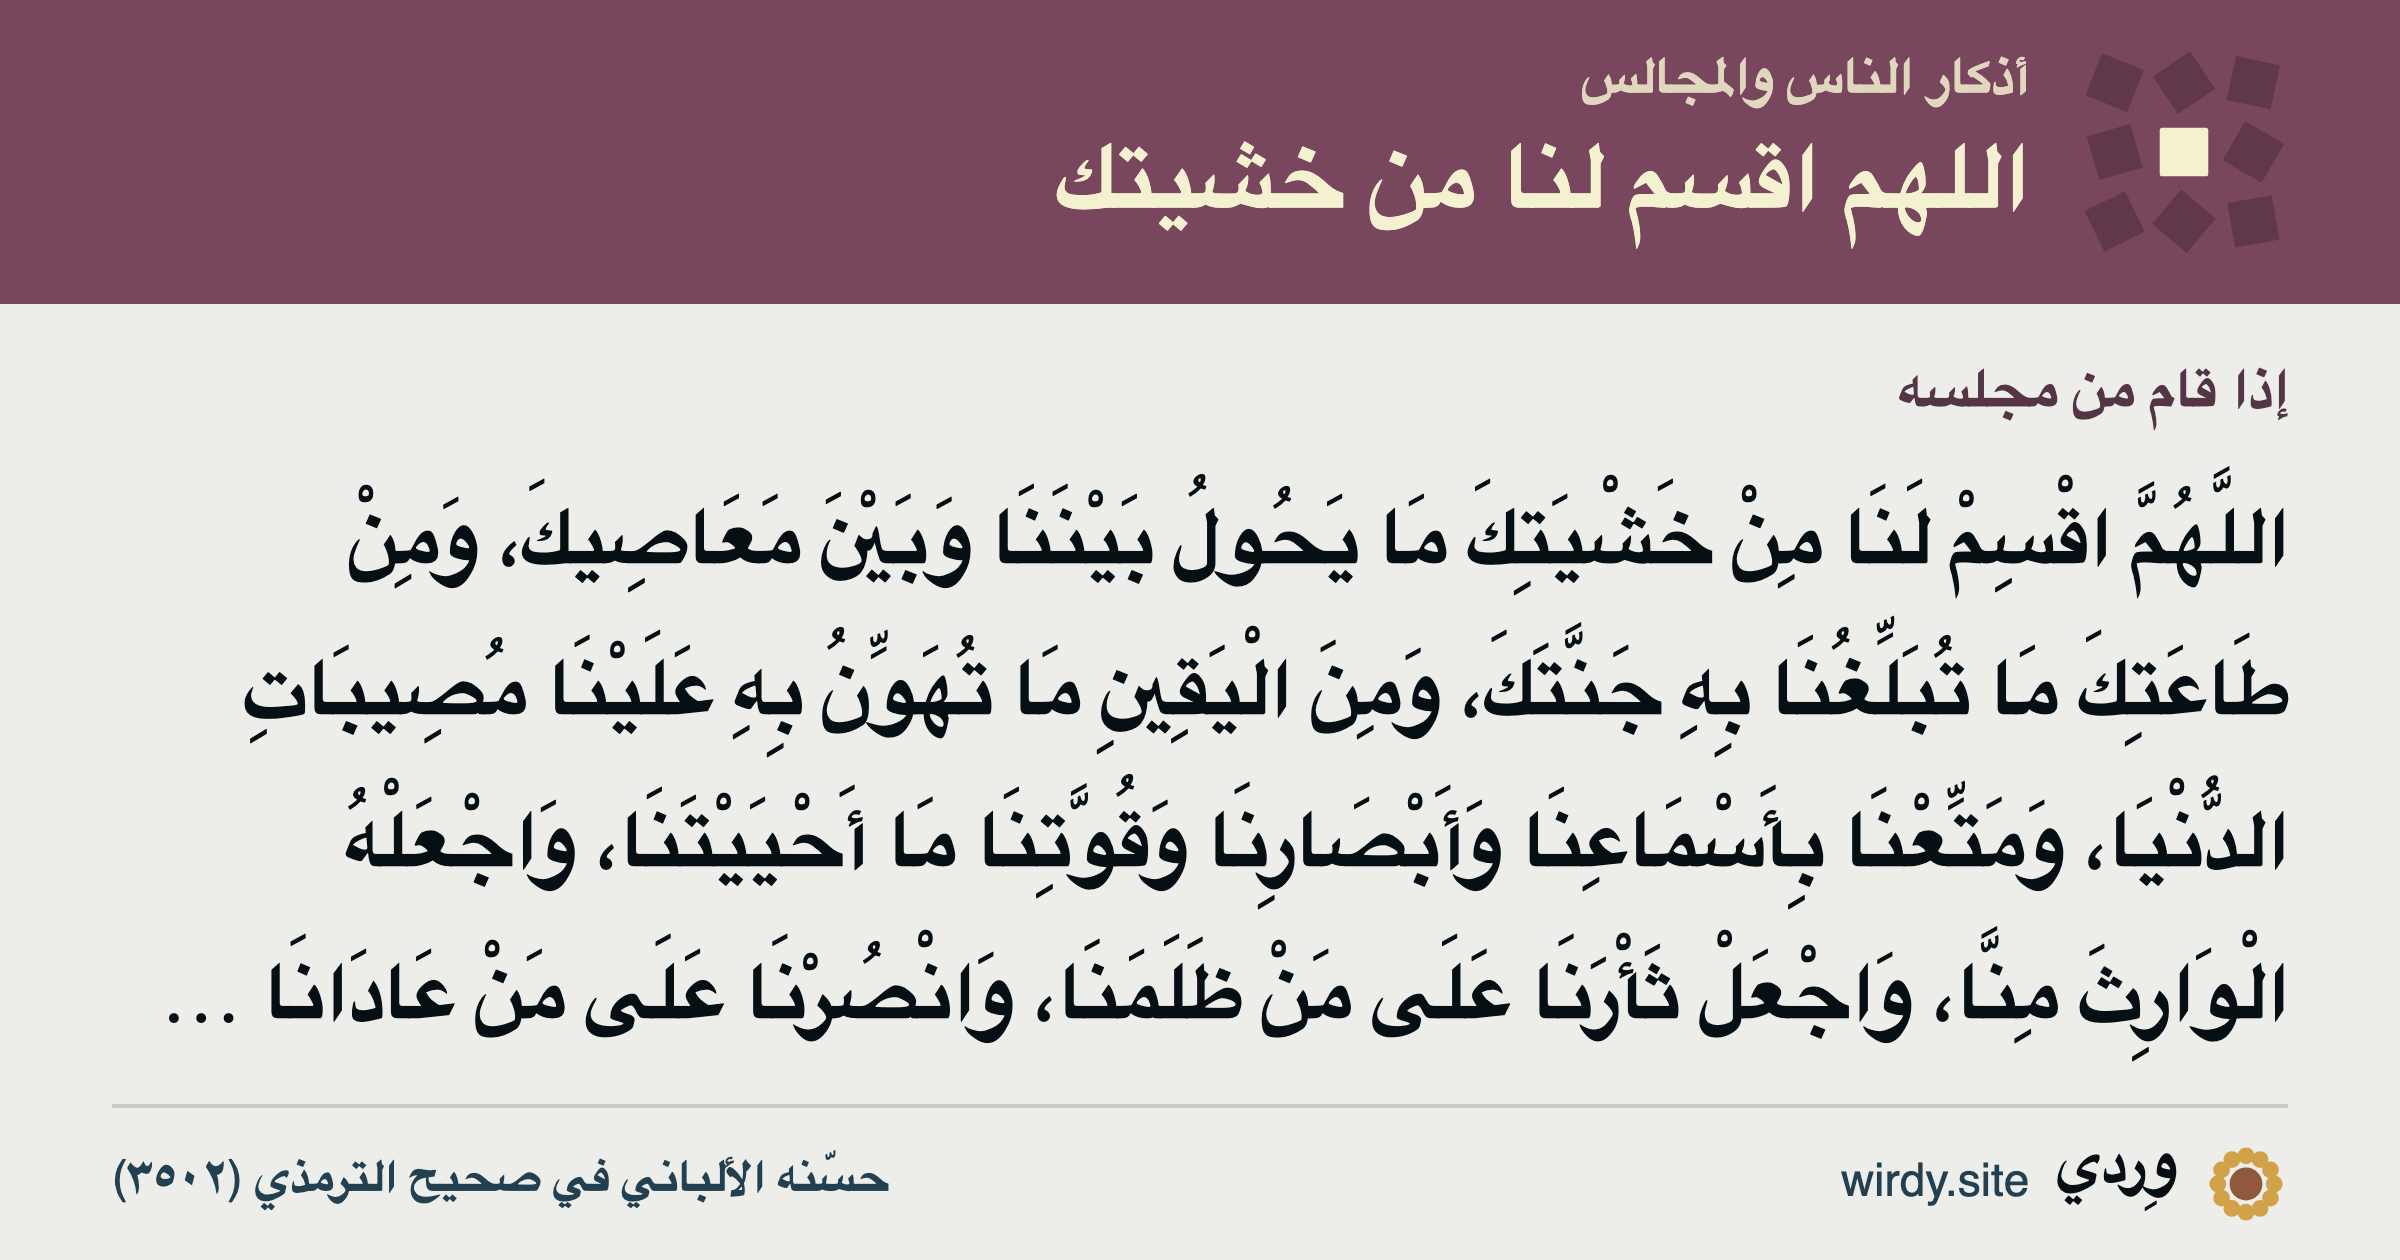 أذكار الناس والمجالس
اللهم اقسم لنا من خشيتك
إذا قام من مجلسه
اللَّهُمَّ اقْسِمْ لَنَا مِنْ خَشْيَتِكَ مَا يَحُولُ بَيْنَنَا وَبَيْنَ مَعَاصِيكَ، وَمِنْ
طَاعَتِكَ مَا تُبَلِّغُنَا بِهِ جَنَّتَكَ، وَمِنَ الْيَقِينِ مَا تُهَوِّنُ بِهِ عَلَيْنَا مُصِيبَاتِ
الدُّنْيَا، وَمَتِّعْنَا بِأَسْمَاعِنَا وَأَبْصَارِنَا وَقُوَّتِنَا مَا أَحْيَيْتَنَا، وَاجْعَلْهُ
الْوَارِثَ مِنَّا، وَاجْعَلْ ثَأْرَنَا عَلَى مَنْ ظَلَمَنَا، وَانْصُرْنَا عَلَى مَنْ عَادَانَا ...
وِردي wirdy.site
حسّنه الألباني في صحيح الترمذي (٣٥٠٢)